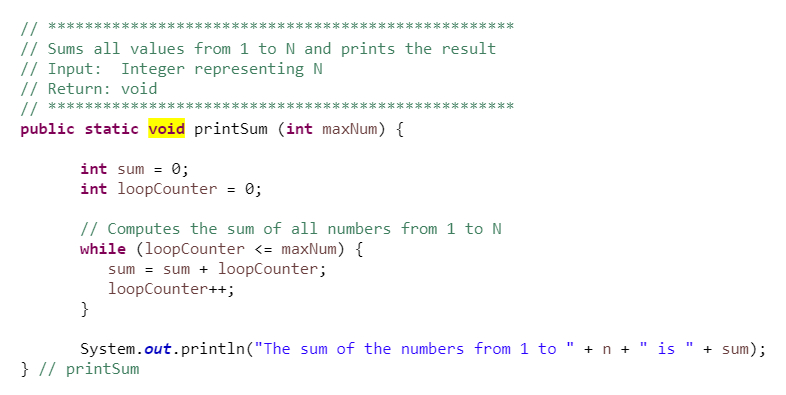 // ***************************************************
// Sums all values from 1 to N and prints the result
// Input:  Integer representing N
// Return: void
// ***************************************************
public static void printSum (int maxNum) {
int sum = 0;
int loopCounter = 0;
// Computes the sum of all numbers from 1 to N
while (loopCounter <= maxNum) {
sum = sum + loopCounter;
loopCounter++;
}
System.out.println("The sum of the numbers from 1 to " + n + " is " + sum);
} // printSum